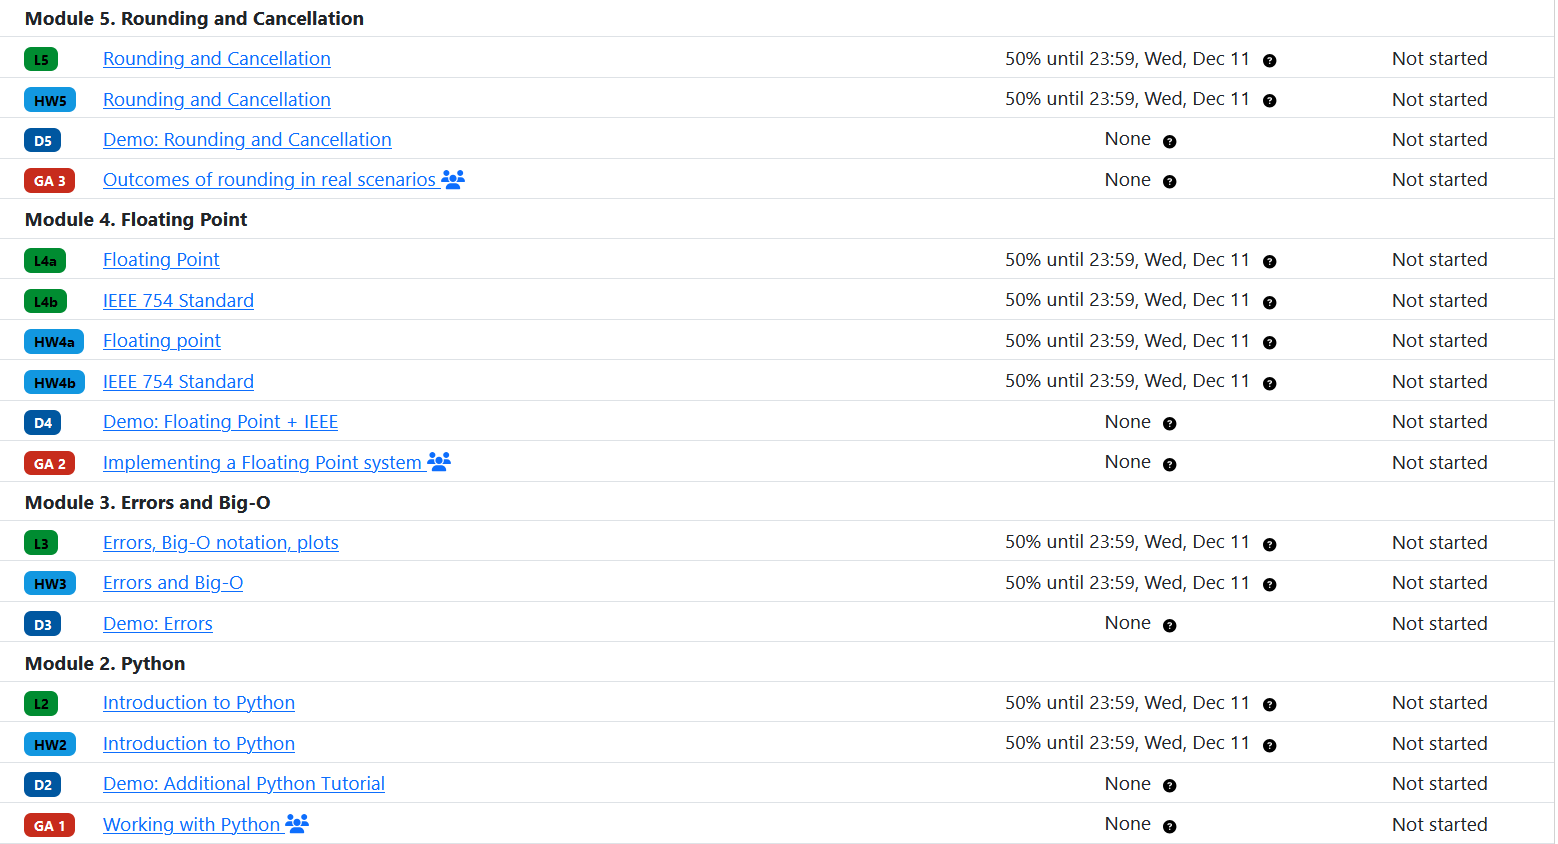 Module 5. Rounding and Cancellation
L5 Rounding and Cancellation 50% until 23:59, Wed, Dec 11 ? Not started
HW5 Rounding and Cancellation 50% until 23:59, Wed, Dec 11 ? Not started
D5 Demo: Rounding and Cancellation None ? Not started
GA 3 Outcomes of rounding in real scenarios None ? Not started
Module 4. Floating Point
L4a Floating Point 50% until 23:59, Wed, Dec 11 ? Not started
L4b IEEE 754 Standard 50% until 23:59, Wed, Dec 11 ? Not started
HW4a Floating point 50% until 23:59, Wed, Dec 11 ? Not started
HW4b IEEE 754 Standard 50% until 23:59, Wed, Dec 11 ? Not started
D4 Demo: Floating Point + IEEE None ? Not started
GA 2 Implementing a Floating Point system None ? Not started
Module 3. Errors and Big-O
L3 Errors, Big-O notation, plots 50% until 23:59, Wed, Dec 11 ? Not started
HW3 Errors and Big-O 50% until 23:59, Wed, Dec 11 ? Not started
D3 Demo: Errors None ? Not started
Module 2. Python
L2 Introduction to Python 50% until 23:59, Wed, Dec 11 ? Not started
HW2 Introduction to Python 50% until 23:59, Wed, Dec 11 ? Not started
D2 Demo: Additional Python Tutorial None ? Not started
GA 1 Working with Python None ? Not started